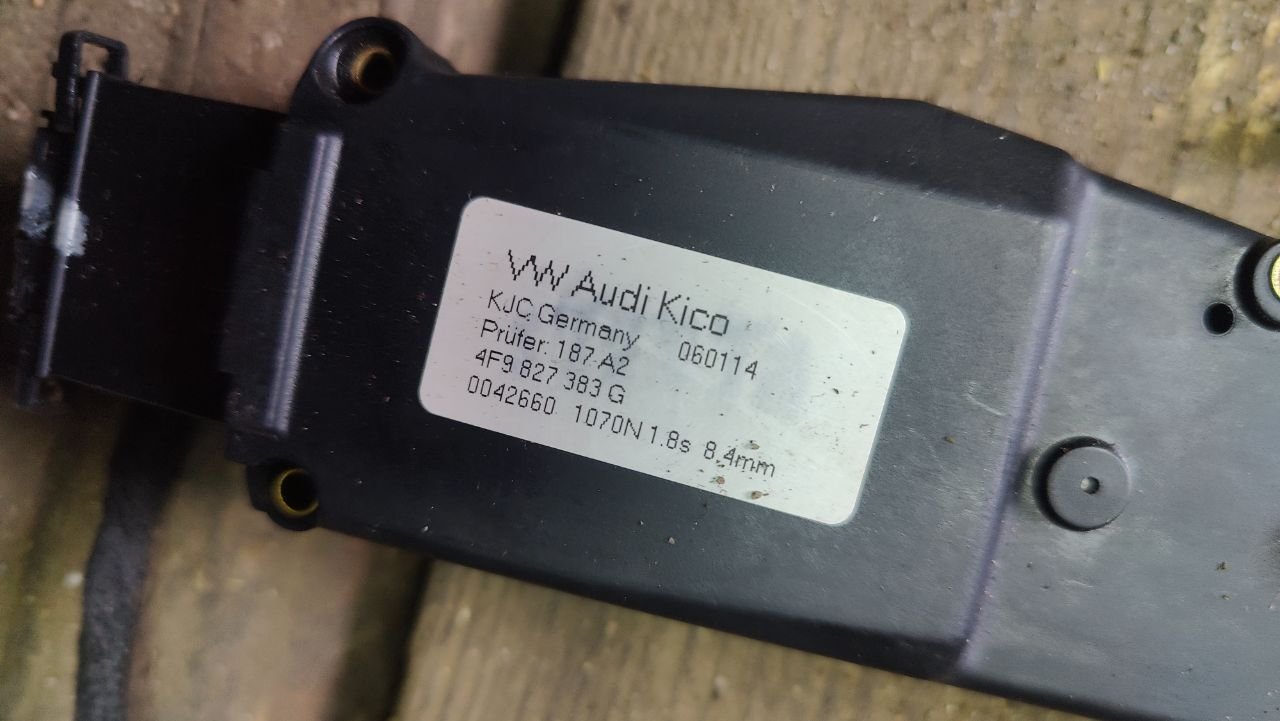 VW Audi Kico
KJC Germany 060114
Prüfer: 187 A2
4F9 827 383 G
0042660 1070N 1.8s 8.4mm